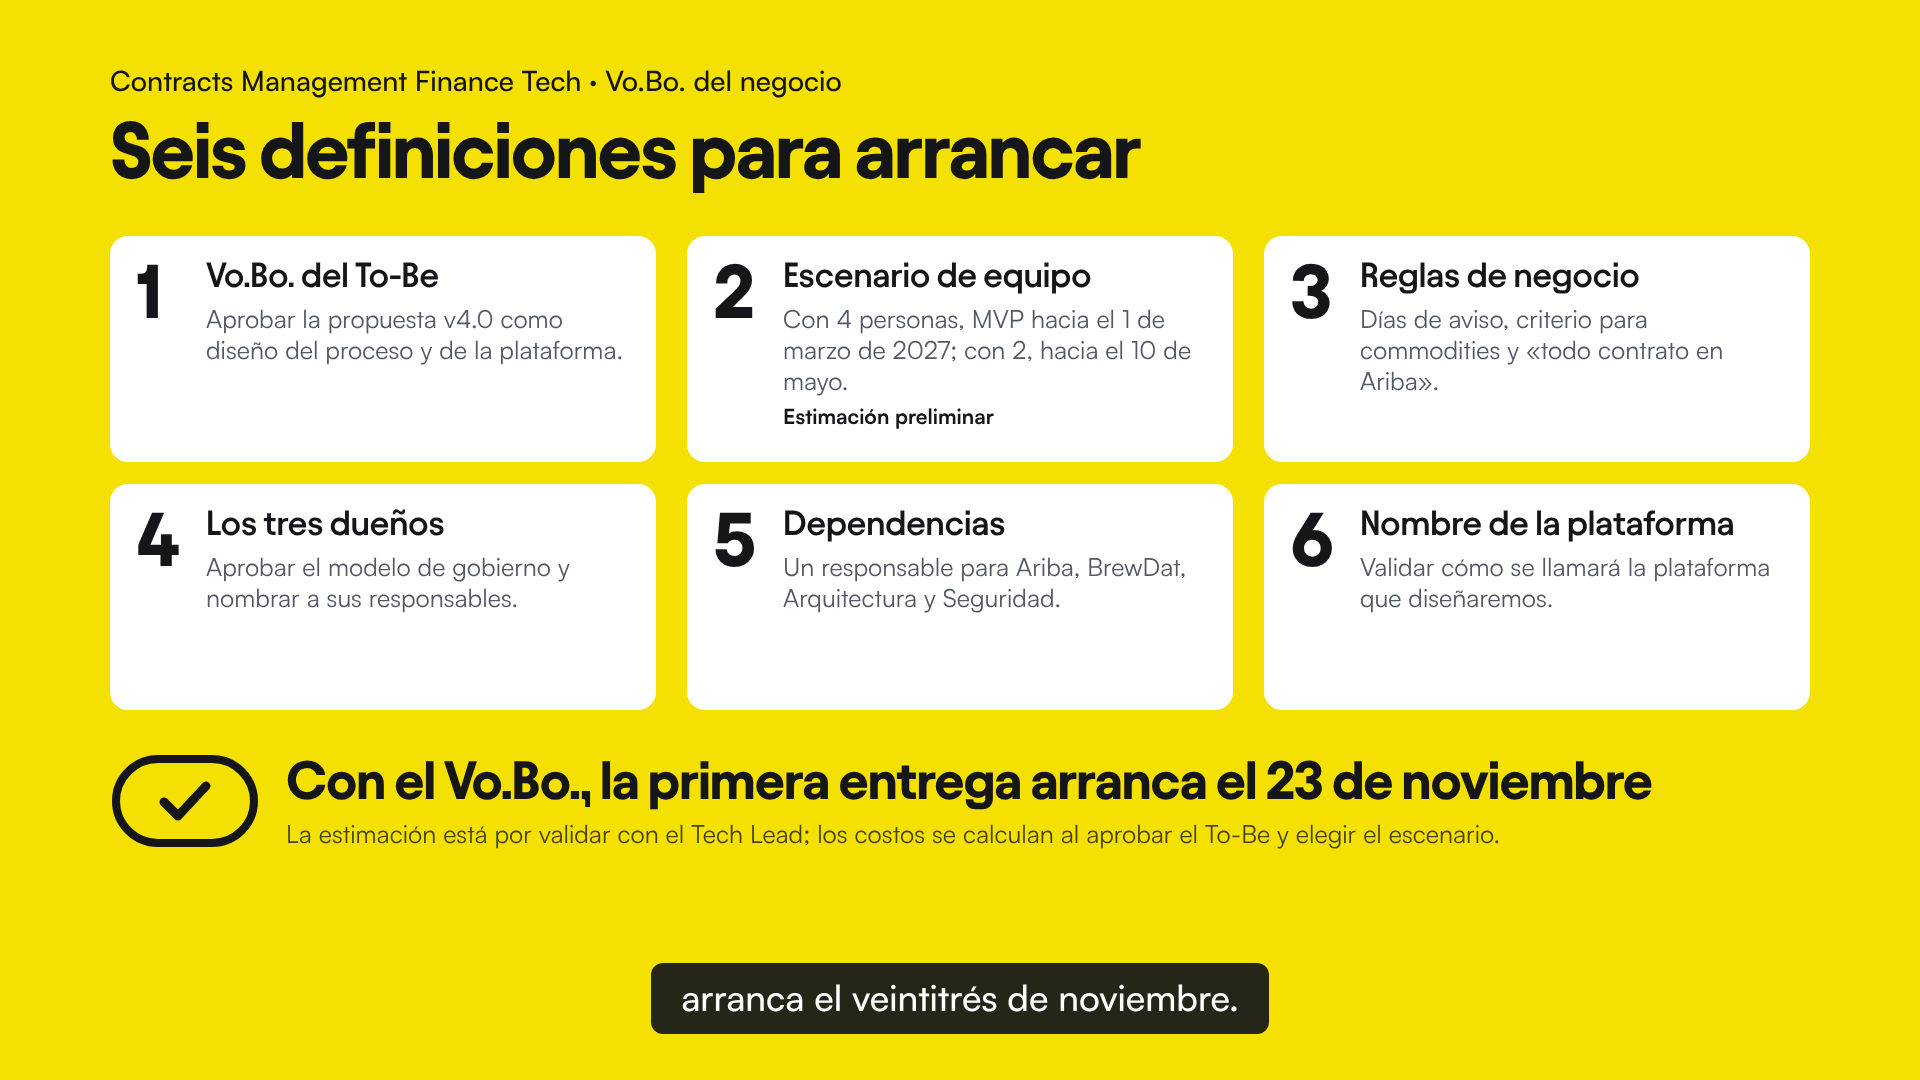 Contracts Management Finance Tech · Vo.Bo. del negocio
Seis definiciones para arrancar
1
Vo.Bo. del To-Be
Aprobar la propuesta v4.0 como
diseño del proceso y de la plataforma.
2
Escenario de equipo
Con 4 personas, MVP hacia el 1 de
marzo de 2027; con 2, hacia el 10 de
mayo.
Estimación preliminar
3
Reglas de negocio
Días de aviso, criterio para
commodities y «todo contrato en
Ariba».
4
Los tres dueños
Aprobar el modelo de gobierno y
nombrar a sus responsables.
5
Dependencias
Un responsable para Ariba, BrewDat,
Arquitectura y Seguridad.
6
Nombre de la plataforma
Validar cómo se llamará la plataforma
que diseñaremos.
Con el Vo.Bo., la primera entrega arranca el 23 de noviembre
La estimación está por validar con el Tech Lead; los costos se calculan al aprobar el To-Be y elegir el escenario.
arranca el veintitrés de noviembre.